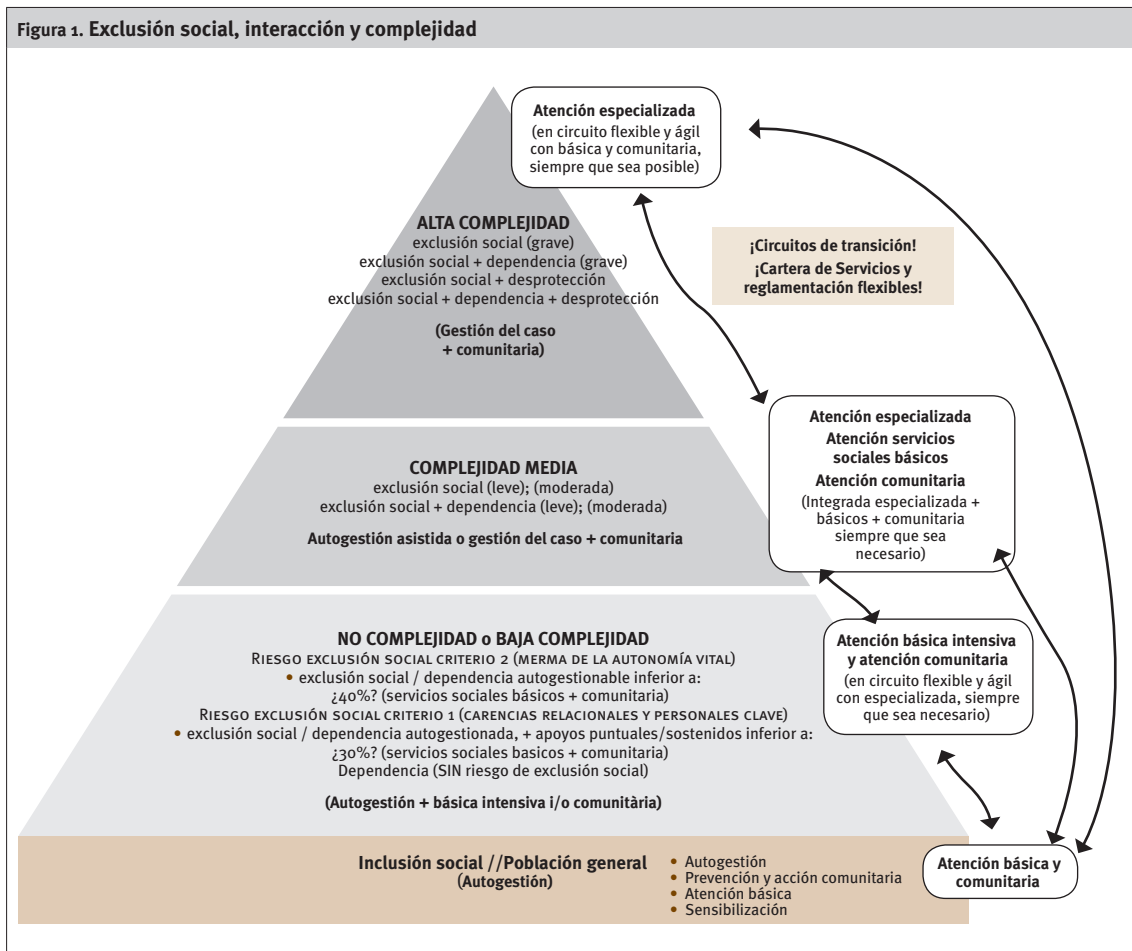 Figura 1. Exclusión social, interacción y complejidad
Atención especializada
(en circuito flexible y ágil
con básica y comunitaria,
siempre que sea posible)
ALTA COMPLEJIDAD
exclusión social (grave)
exclusión social + dependencia (grave)
exclusión social + desprotección
exclusión social + dependencia + desprotección
(Gestión del caso
+ comunitaria)
¡Circuitos de transición!
¡Cartera de Servicios y
reglamentación flexibles!
Atención especializada
Atención servicios
sociales básicos
Atención comunitaria
(Integrada especializada +
básicos + comunitaria
siempre que sea
necesario)
COMPLEJIDAD MEDIA
exclusión social (leve); (moderada)
exclusión social + dependencia (leve); (moderada)
Autogestión asistida o gestión del caso + comunitaria
NO COMPLEJIDAD o BAJA COMPLEJIDAD
RIESGO EXCLUSIÓN SOCIAL CRITERIO 2 (MERMA DE LA AUTONOMÍA VITAL)
• exclusión social / dependencia autogestionable inferior a:
¿40%? (servicios sociales básicos + comunitaria)
RIESGO EXCLUSIÓN SOCIAL CRITERIO 1 (CARENCIAS RELACIONALES Y PERSONALES CLAVE)
• exclusión social / dependencia autogestionada, + apoyos puntuales/sostenidos inferior a:
¿30%? (servicios sociales basicos + comunitaria)
Dependencia (SIN riesgo de exclusión social)
(Autogestión + básica intensiva i/o comunitària)
Atención básica intensiva
y atención comunitaria
(en circuito flexible y ágil
con especializada, siempre
que sea necesario)
Inclusión social //Población general
(Autogestión)
• Autogestión
• Prevención y acción comunitaria
• Atención básica
• Sensibilización
Atención básica y
comunitaria